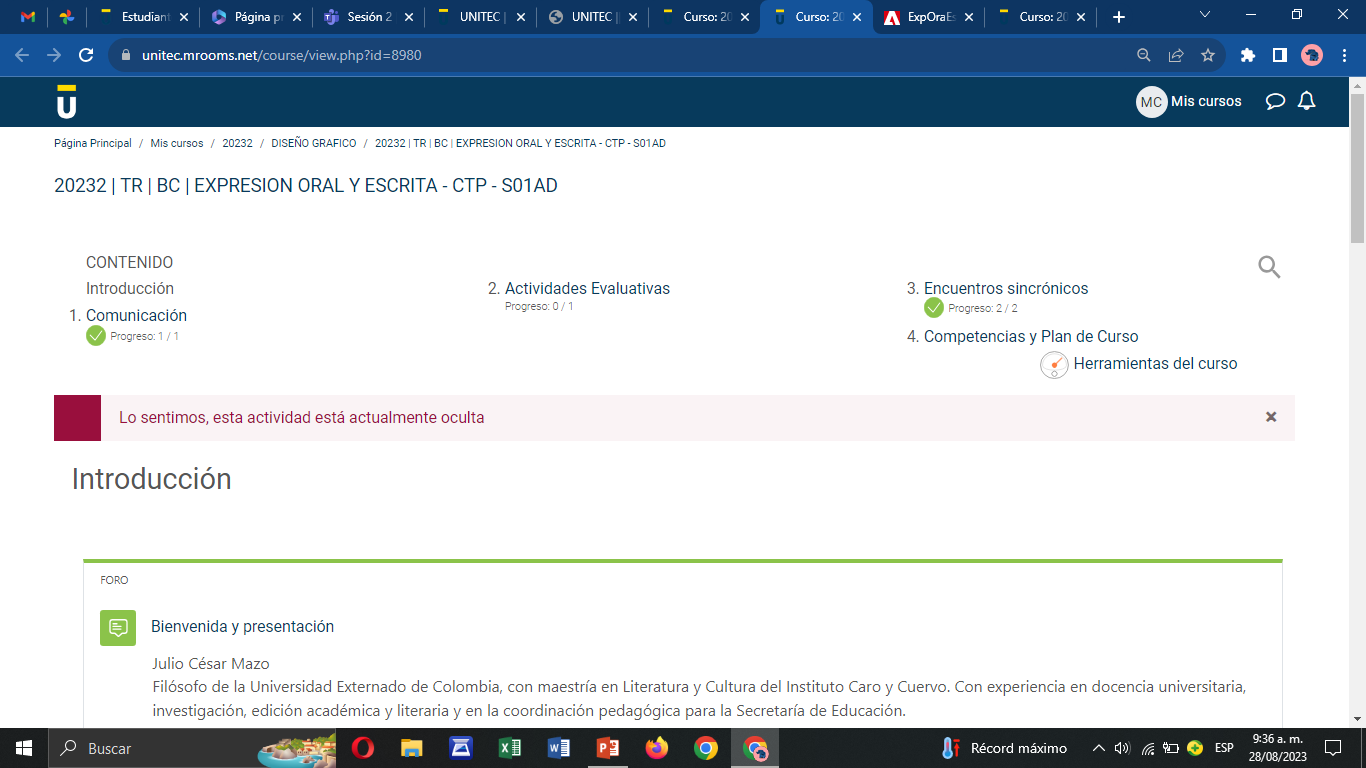 Estudiant
Página pr
Sesión 2
UNITEC |
UNITEC ||
Curso: 20
Curso: 20
ExpOraEs
Curso: 20
unitec.mrooms.net/course/view.php?id=8980
U
MC Mis cursos
Página Principal / Mis cursos / 20232 / DISEÑO GRAFICO / 20232 | TR | BC | EXPRESION ORAL Y ESCRITA - CTP - S01AD
20232 | TR | BC | EXPRESION ORAL Y ESCRITA - CTP - S01AD
CONTENIDO
Introducción
1. Comunicación
Progreso: 1 / 1
2. Actividades Evaluativas
Progreso: 0 / 1
3. Encuentros sincrónicos
Progreso: 2 / 2
4. Competencias y Plan de Curso
Herramientas del curso
Lo sentimos, esta actividad está actualmente oculta
Introducción
FORO
Bienvenida y presentación
Julio César Mazo
Filósofo de la Universidad Externado de Colombia, con maestría en Literatura y Cultura del Instituto Caro y Cuervo. Con experiencia en docencia universitaria,
investigación, edición académica y literaria y en la coordinación pedagógica para la Secretaría de Educación.
Buscar
Récord máximo
ESP
9:36 a. m.
28/08/2023